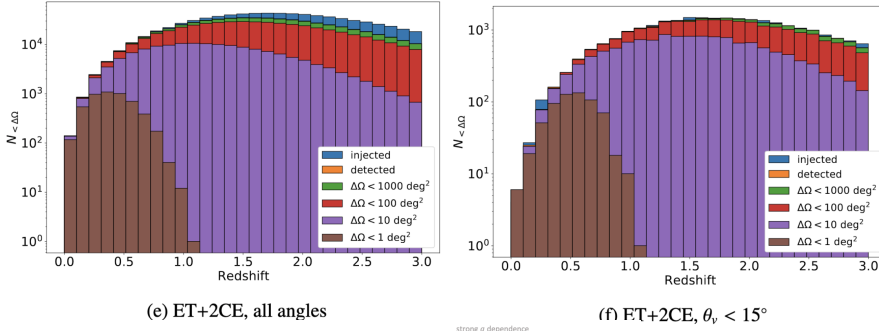 10⁴
10³
10²
10¹
10⁰
N<ΔΩ
injected
detected
ΔΩ < 1000 deg²
ΔΩ < 100 deg²
ΔΩ < 10 deg²
ΔΩ < 1 deg²
0.0 0.5 1.0 1.5 2.0 2.5 3.0
Redshift
(e) ET+2CE, all angles
10³
10²
10¹
10⁰
N<ΔΩ
injected
detected
ΔΩ < 1000 deg²
ΔΩ < 100 deg²
ΔΩ < 10 deg²
ΔΩ < 1 deg²
0.0 0.5 1.0 1.5 2.0 2.5 3.0
Redshift
(f) ET+2CE, θᵥ < 15°
strong q dependence